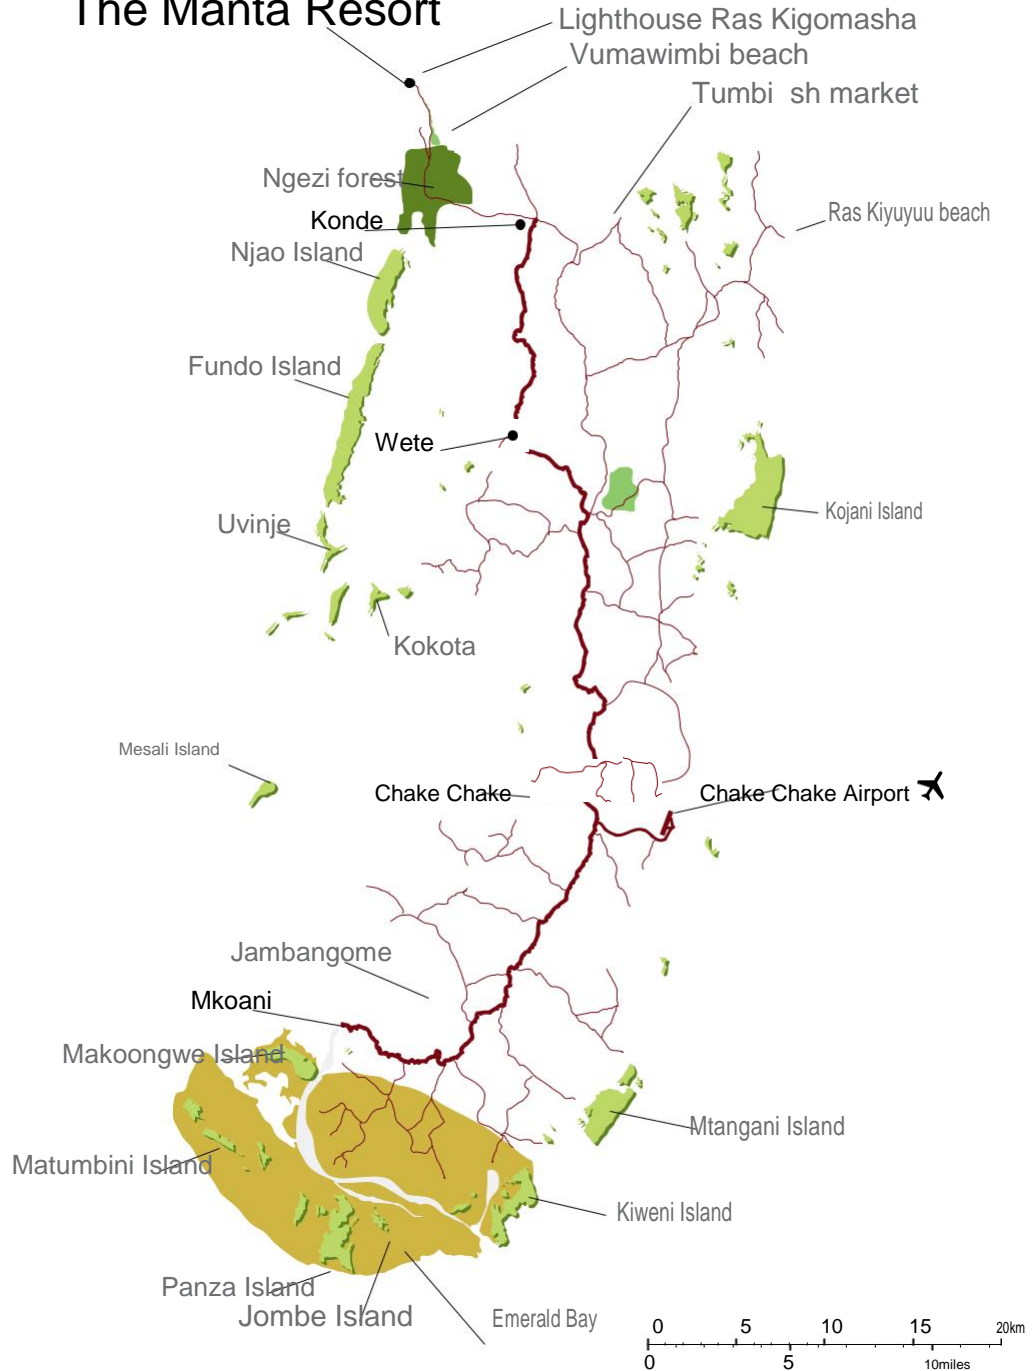 The Manta Resort
Lighthouse Ras Kigomasha
Vumawimbi beach
Tumbi sh market
Ngezi forest
Konde
Ras Kiyuyuu beach
Njao Island
Fundo Island
Wete
Uvinje
Kojani Island
Kokota
Mesali Island
Chake Chake
Chake Chake Airport
Jambangome
Mkoani
Makoongwe Island
Mtangani Island
Matumbini Island
Kiweni Island
Panza Island
Jombe Island
Emerald Bay
0 5 10 15 20km
0 5 10miles